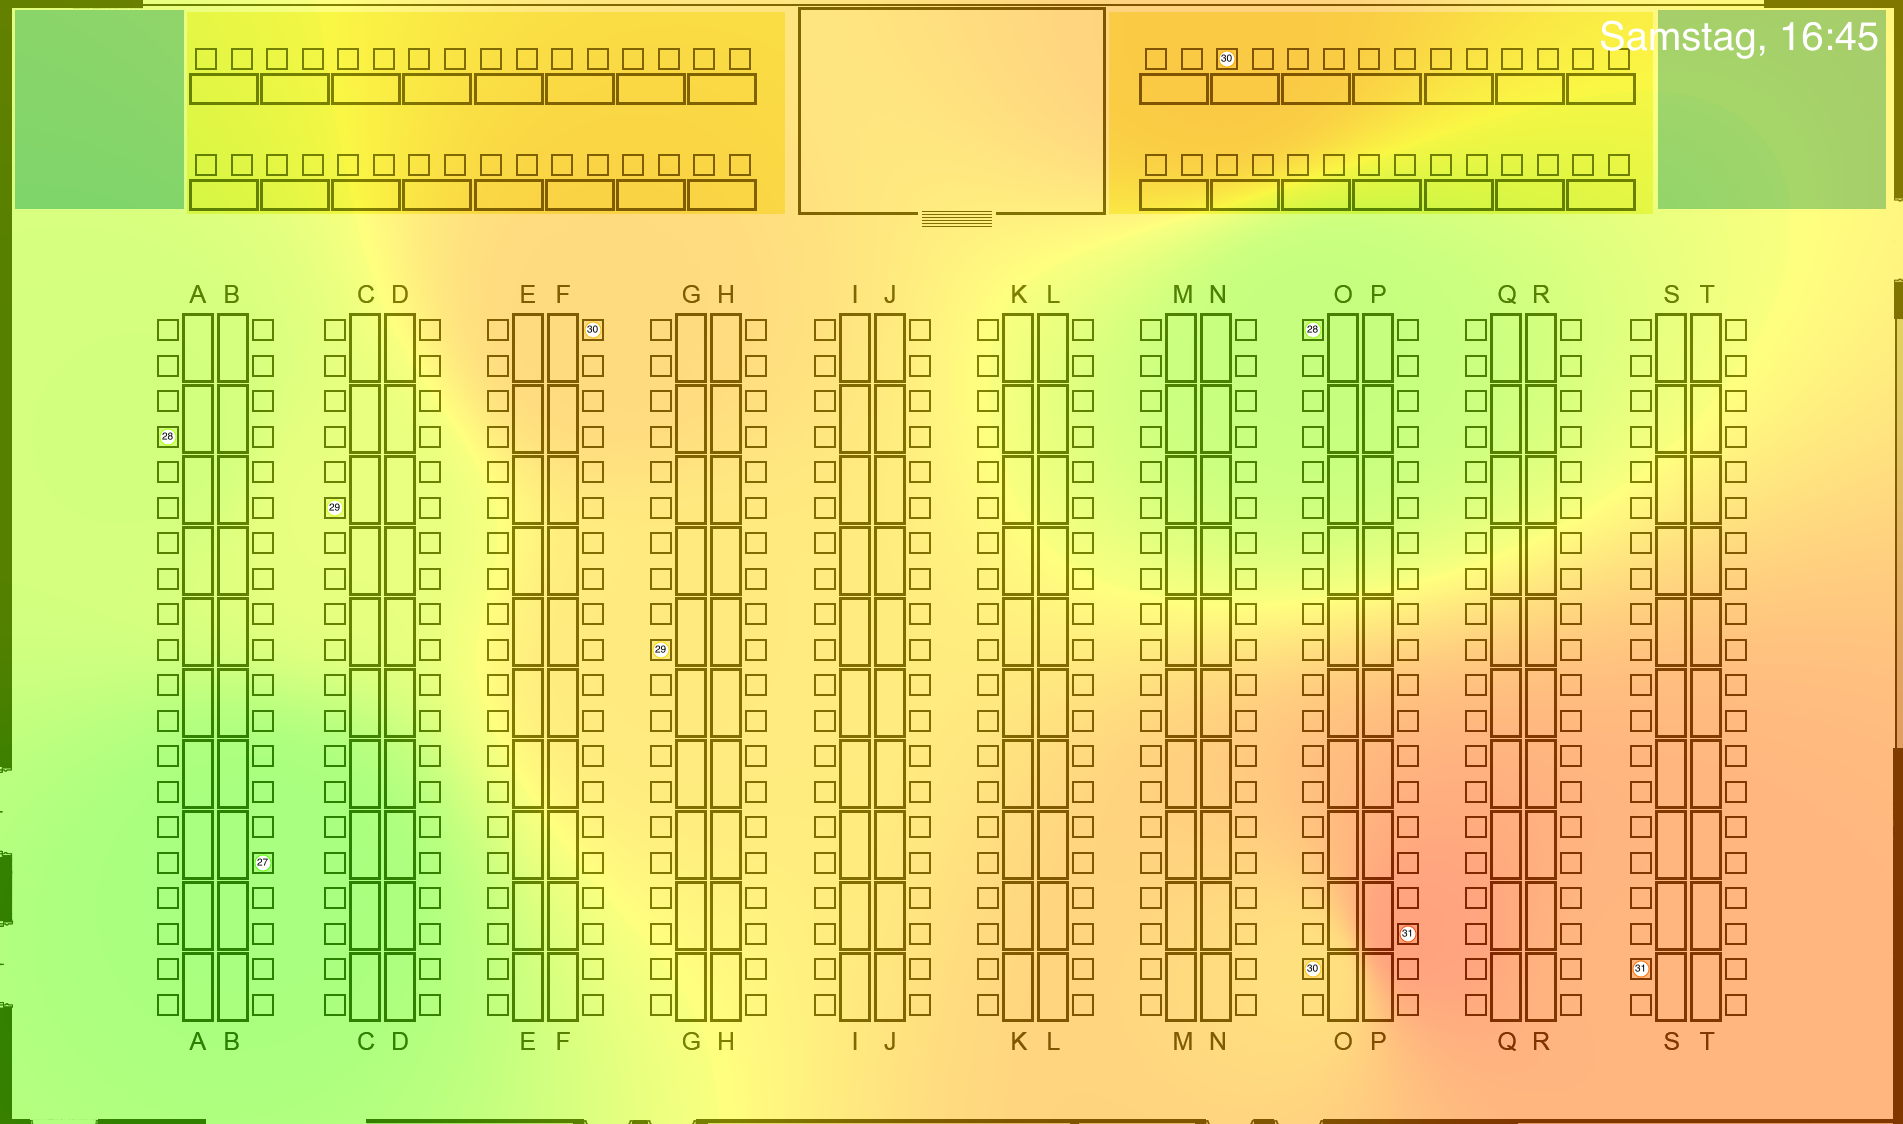 Samstag, 16:45
30
A B C D E F G H I J K L M N O P Q R S T
30 28
28
29
29
27
31
30 31
A B C D E F G H I J K L M N O P Q R S T